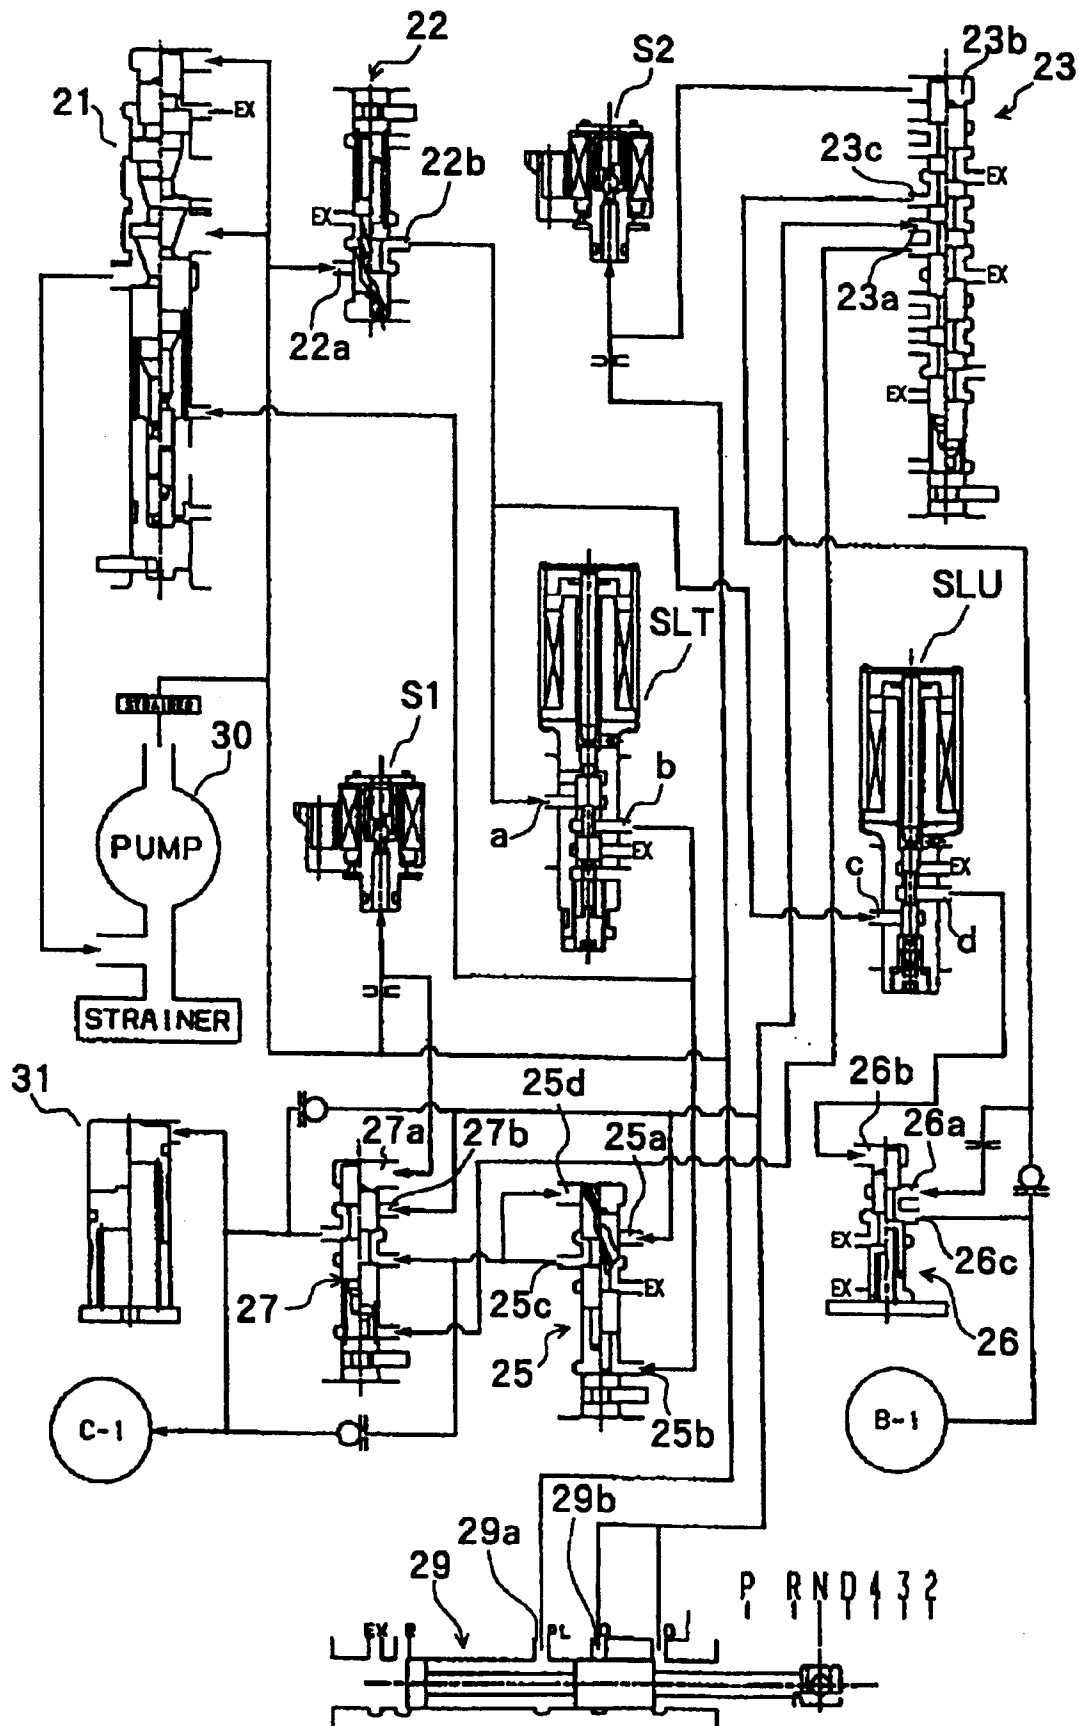 22
S2
23b
23
21
EX
22b
23c
EX
EX
22a
23a
EX
EX
SLT
SLU
S1
STRAINER
30
PUMP
a
b
EX
c
EX
d
STRAINER
31
25d
26b
27a
27b
25a
26a
EX
26c
EX
27
25c
EX
25
26
C-1
25b
B-1
29b
29a
29
P R N D 4 3 2
EX R PL D D